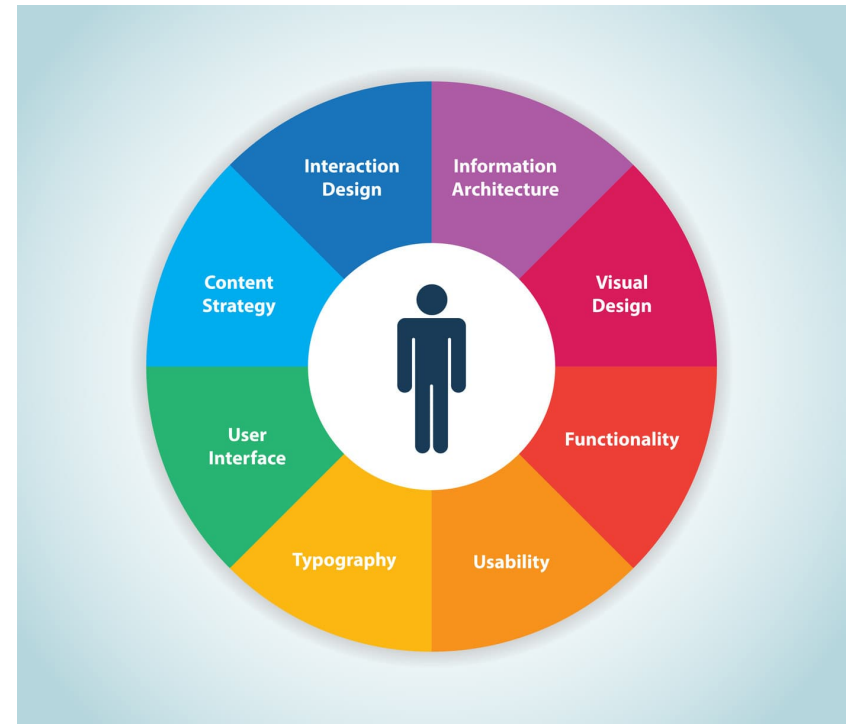 Interaction
Design
Information
Architecture
Visual
Design
Functionality
Usability
Typography
User
Interface
Content
Strategy